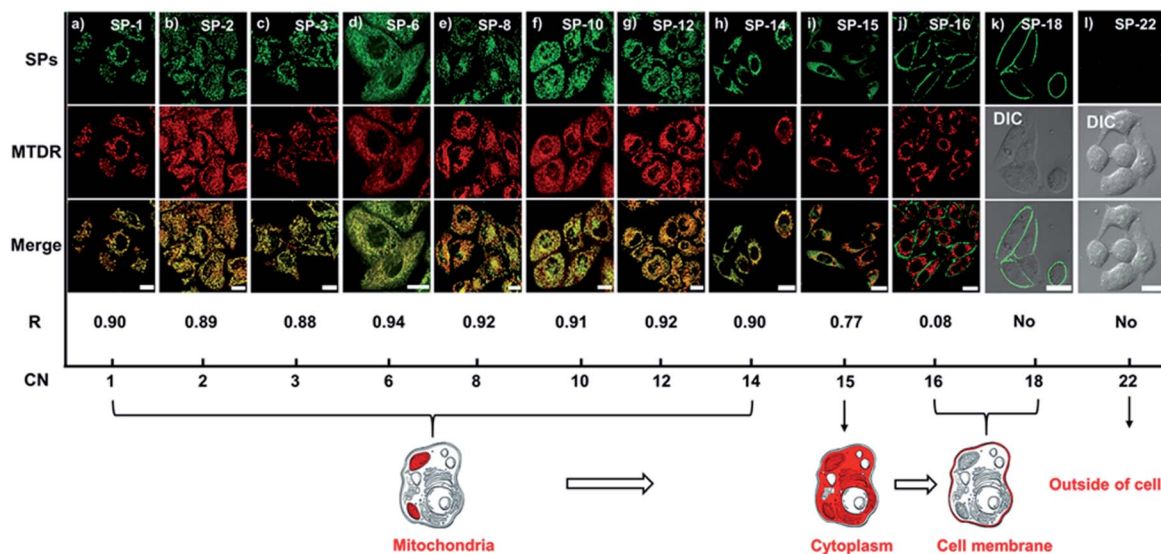 a) SP-1 b) SP-2 c) SP-3 d) SP-6 e) SP-8 f) SP-10 g) SP-12 h) SP-14 i) SP-15 j) SP-16 k) SP-18 l) SP-22
SPs
DIC DIC
MTDR
Merge
R 0.90 0.89 0.88 0.94 0.92 0.91 0.92 0.90 0.77 0.08 No No
CN 1 2 3 6 8 10 12 14 15 16 18 22
Outside of cell
Mitochondria Cytoplasm Cell membrane